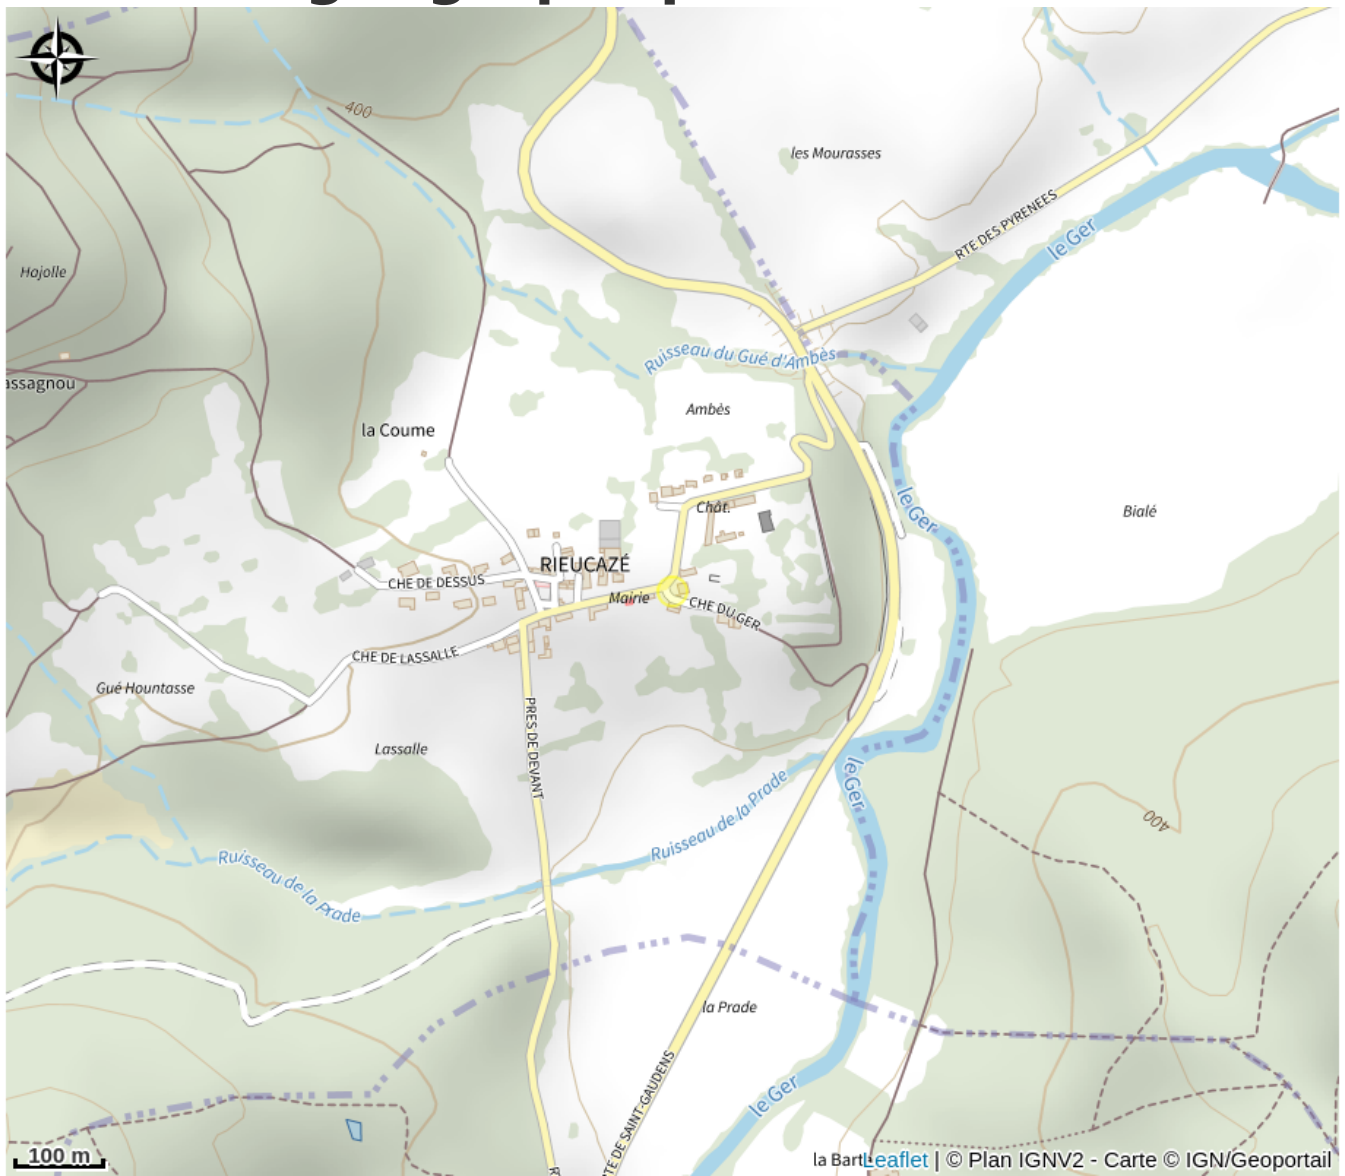 400
les Mourasses
RTE DES PYRENEES
le Ger
Hajolle
Ruisseau du Gué d'Ambès
assagnou
Ambès
la Coume
Chât.
le Ger
Bialé
RIEUCAZÉ
CHE DE DESSUS
Mairie
CHE DU GER
CHE DE LASSALLE
Gué Hountasse
PRES DE DEVANT
Lassalle
le Ger
Ruisseau de la Prade
400
Ruisseau de la Prade
la Prade
TE DE SAINT-GAUDENS
le Ger
100 m
la Barth
Leaflet | © Plan IGNV2 - Carte © IGN/Geoportail